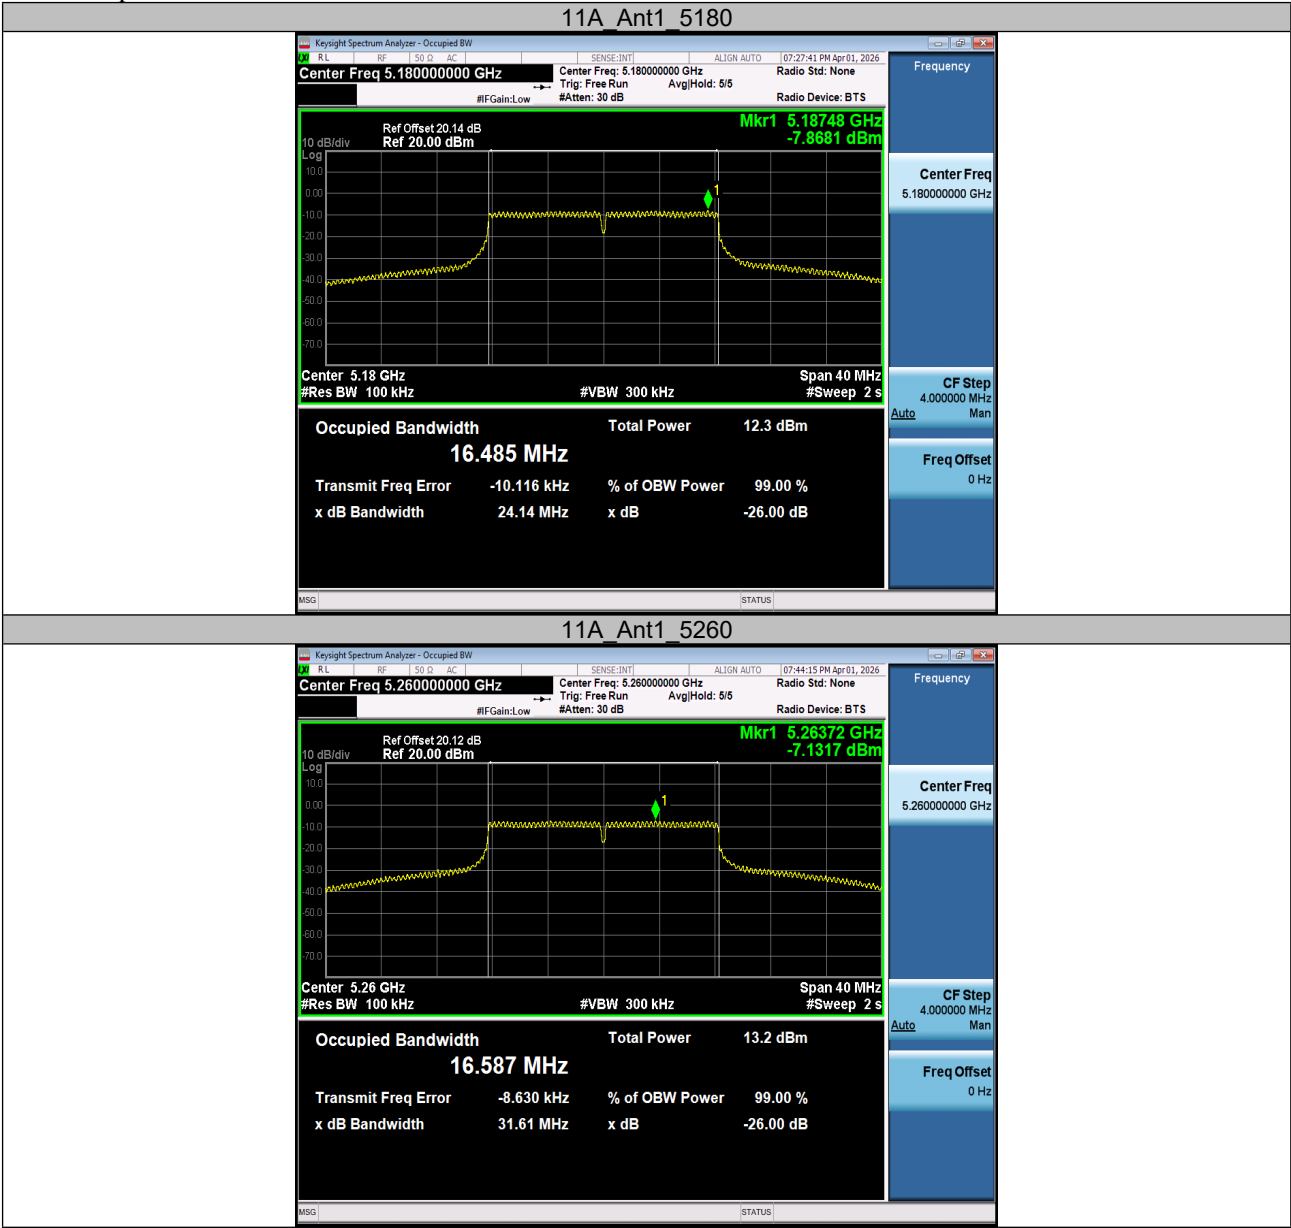 11A_Ant1_5180
Keysight Spectrum Analyzer - Occupied BW
RL RF 50 Ω AC SENSE:INT ALIGN AUTO 07:27:41 PM Apr 01, 2026
Center Freq 5.180000000 GHz
Center Freq: 5.180000000 GHz Radio Std: None
Trig: Free Run Avg|Hold: 5/5
#IFGain:Low #Atten: 30 dB Radio Device: BTS
Frequency
Mkr1 5.18748 GHz
-7.8681 dBm
Ref Offset 20.14 dB
10 dB/div Ref 20.00 dBm
Log
10.0
0.00
-10.0
-20.0
-30.0
-40.0
-50.0
-60.0
-70.0
1
Center 5.18 GHz Span 40 MHz
#Res BW 100 kHz #VBW 300 kHz #Sweep 2 s
Center Freq
5.180000000 GHz
CF Step
4.000000 MHz
Auto Man
Freq Offset
0 Hz
Occupied Bandwidth Total Power 12.3 dBm
16.485 MHz
Transmit Freq Error -10.116 kHz % of OBW Power 99.00 %
x dB Bandwidth 24.14 MHz x dB -26.00 dB
MSG STATUS
11A_Ant1_5260
Keysight Spectrum Analyzer - Occupied BW
RL RF 50 Ω AC SENSE:INT ALIGN AUTO 07:44:15 PM Apr 01, 2026
Center Freq 5.260000000 GHz
Center Freq: 5.260000000 GHz Radio Std: None
Trig: Free Run Avg|Hold: 5/5
#IFGain:Low #Atten: 30 dB Radio Device: BTS
Frequency
Mkr1 5.26372 GHz
-7.1317 dBm
Ref Offset 20.12 dB
10 dB/div Ref 20.00 dBm
Log
10.0
0.00
-10.0
-20.0
-30.0
-40.0
-50.0
-60.0
-70.0
1
Center 5.26 GHz Span 40 MHz
#Res BW 100 kHz #VBW 300 kHz #Sweep 2 s
Center Freq
5.260000000 GHz
CF Step
4.000000 MHz
Auto Man
Freq Offset
0 Hz
Occupied Bandwidth Total Power 13.2 dBm
16.587 MHz
Transmit Freq Error -8.630 kHz % of OBW Power 99.00 %
x dB Bandwidth 31.61 MHz x dB -26.00 dB
MSG STATUS